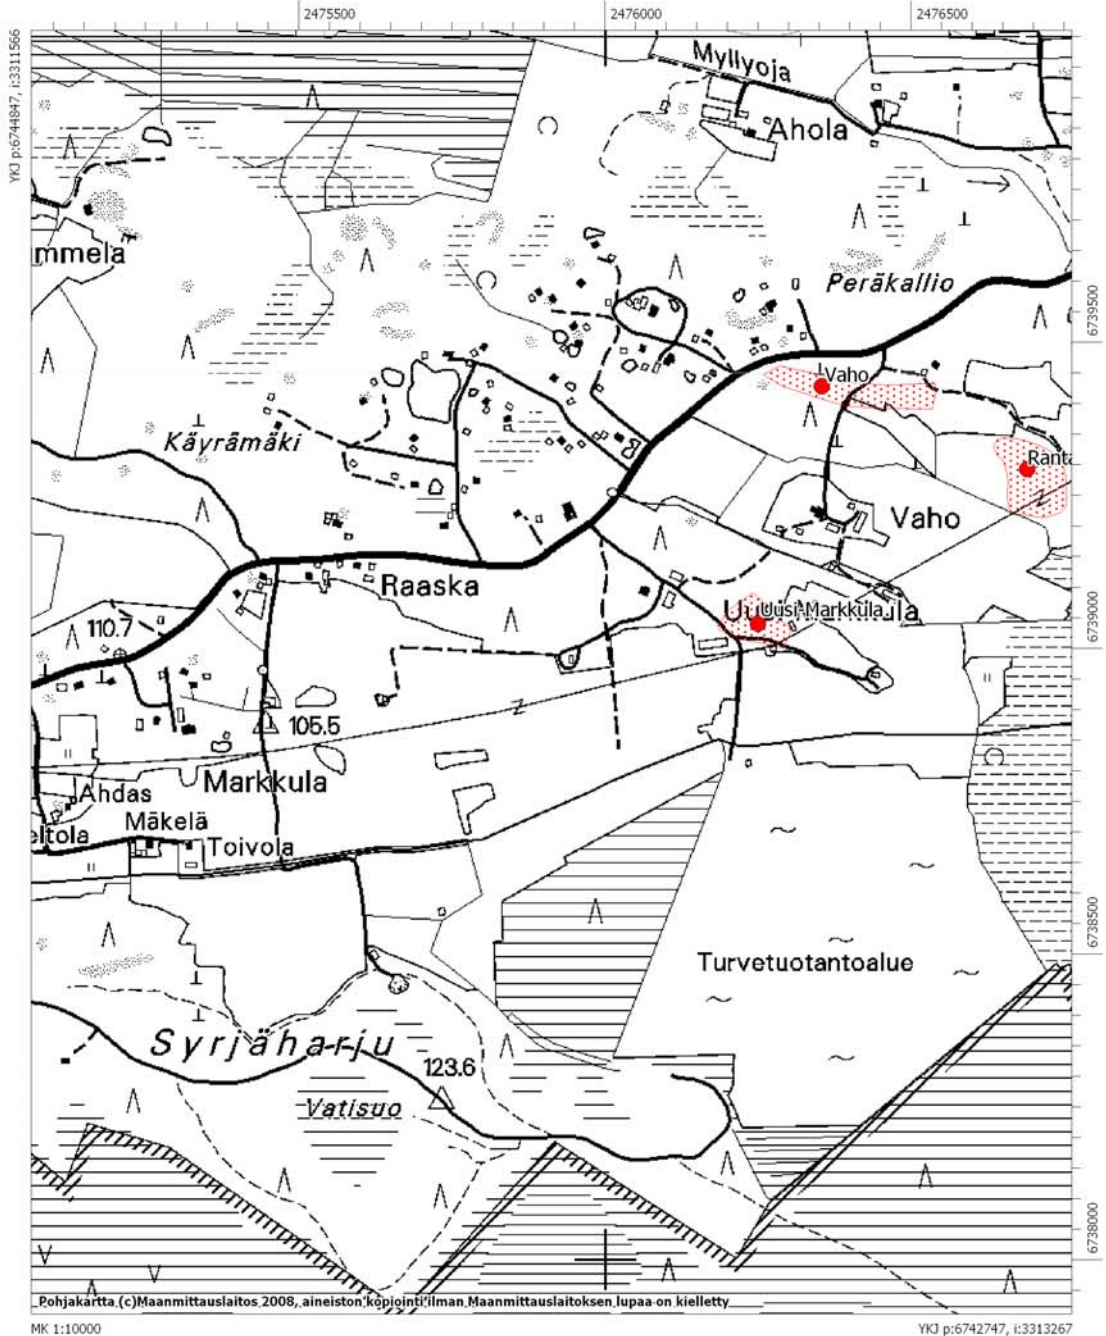 2475500
2476000
2476500
YKJ p:6744847, i:3311566
Myllyoja
Ahola
mmela
Peräkallio
6739500
Vaho
Käyrämäki
Ranta
Z
Vaho
Raaska
6739000
Uusi-Markkula
110.7
Z
105.5
Markkula
Ahdas
eltola
Mäkelä
Toivola
6738500
Turvetuotantoalue
Syrjäharju
123.6
Vatisuo
6738000
Pohjakartta (c)Maanmittauslaitos 2008, aineiston kopiointi ilman Maanmittauslaitoksen lupaa on kielletty
MK 1:10000
YKJ p:6742747, i:3313267